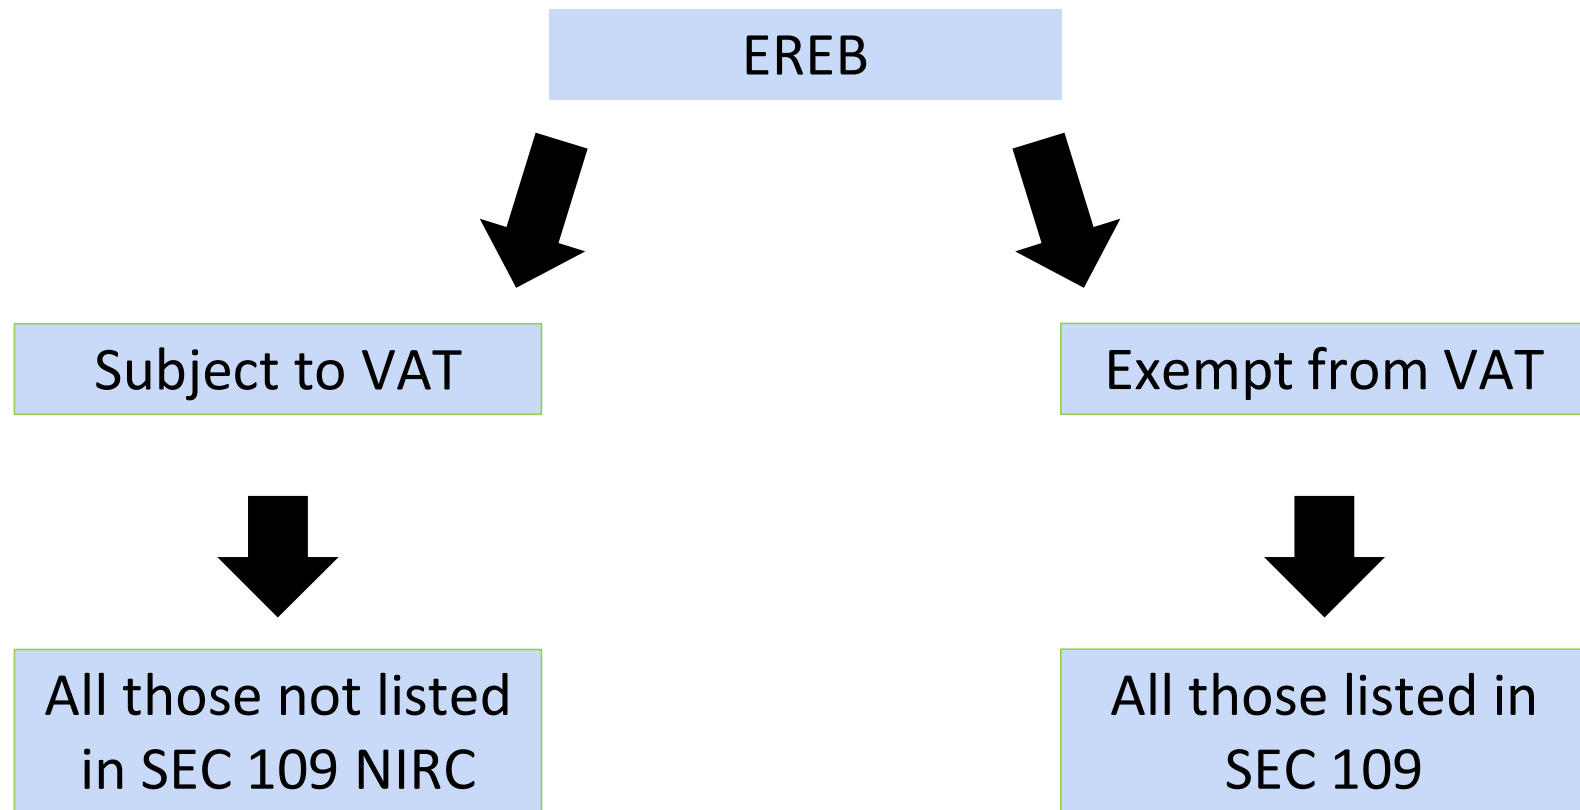 EREB
Subject to VAT
Exempt from VAT
All those not listed
in SEC 109 NIRC
All those listed in
SEC 109